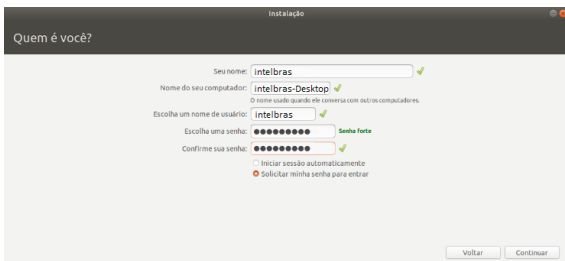 Instalação
Quem é você?
Seu nome: intelbras
Nome do seu computador: intelbras-Desktop
O nome usado quando ele conversa com outros computadores.
Escolha um nome de usuário: intelbras
Escolha uma senha: ●●●●●●●●● Senha forte
Confirme sua senha: ●●●●●●●●●
Iniciar sessão automaticamente
Solicitar minha senha para entrar
Voltar Continuar